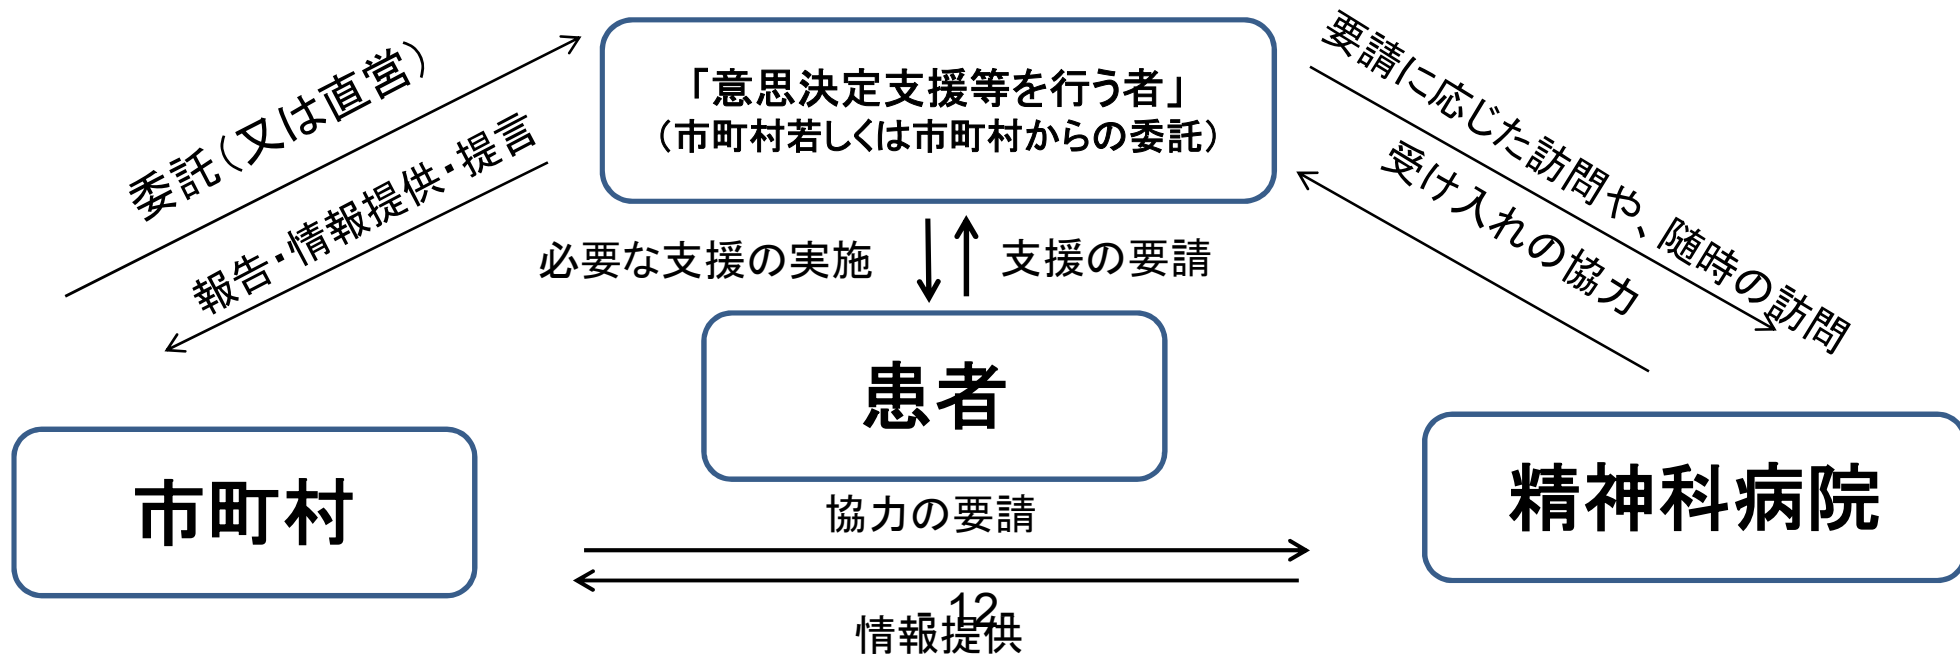 委託（又は直営）
報告・情報提供・提言
「意思決定支援等を行う者」
（市町村若しくは市町村からの委託）
要請に応じた訪問や、随時の訪問
受け入れの協力
必要な支援の実施
支援の要請
患者
市町村
精神科病院
協力の要請
- 12-
情報提供